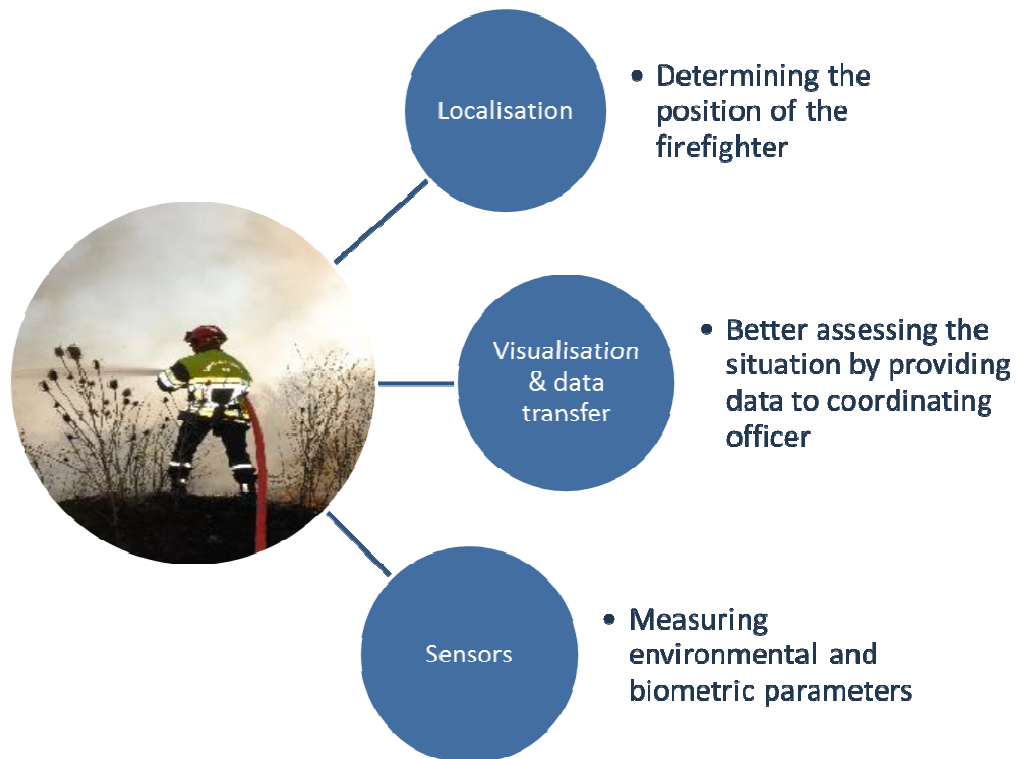 Localisation
• Determining the
position of the
firefighter
Visualisation
& data
transfer
• Better assessing the
situation by providing
data to coordinating
officer
Sensors
• Measuring
environmental and
biometric parameters